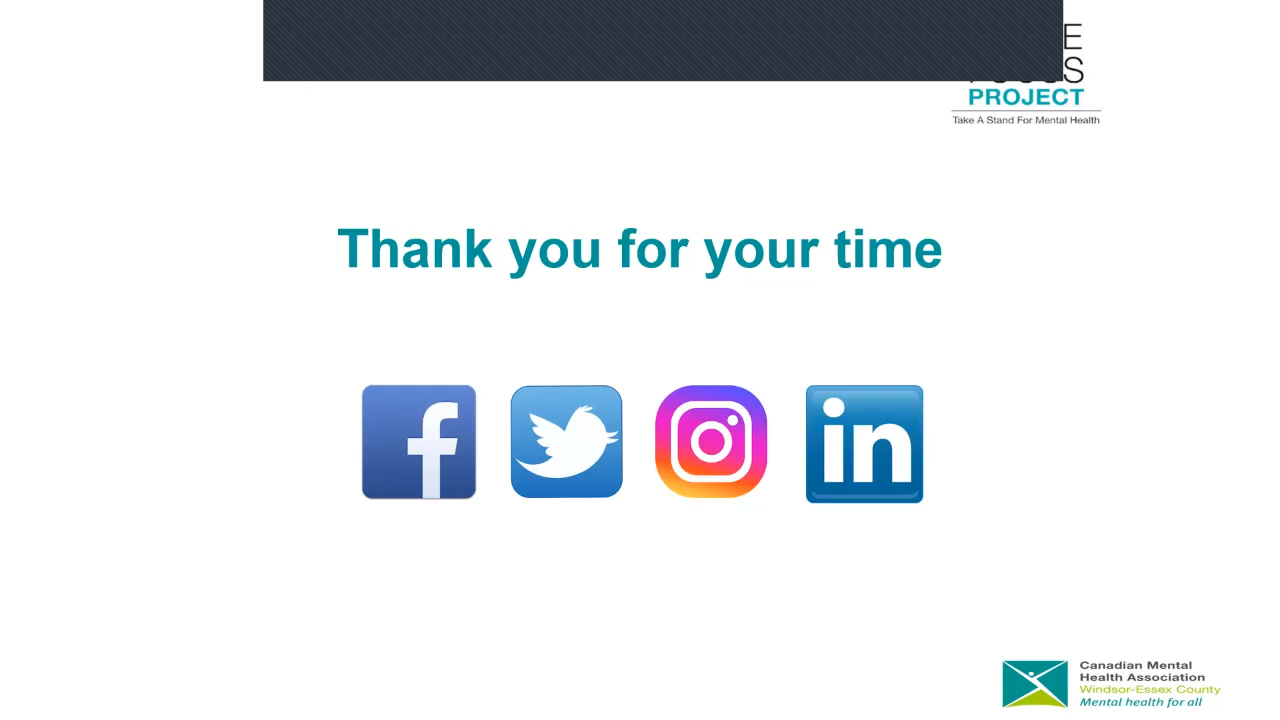 PROJECT
Take A Stand For Mental Health
Thank you for your time
f
in
Canadian Mental
Health Association
Windsor-Essex County
Mental health for all